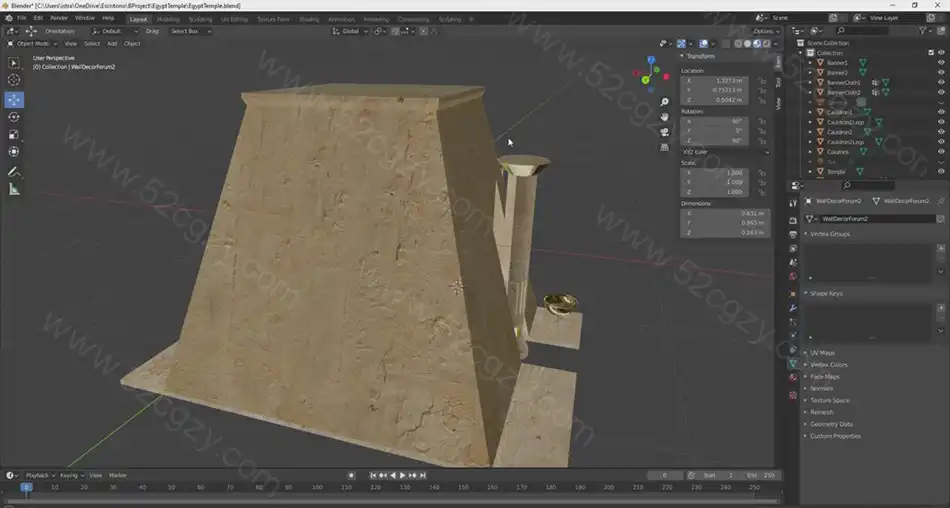 Blender* [C:\Users\istra\OneDrive\Escritorio\BProject\EgyptTemple\EgyptTemple.blend]
File Edit Render Window Help Layout Modeling Sculpting UV Editing Texture Paint Shading Animation Rendering Compositing Scripting Scene View Layer
Orientation: Default Drag: Select Box Global Options
Object Mode View Select Add Object
User Perspective
(0) Collection | WallDecorForum2
Transform
Location:
X 1.3273 m
Y 0.75313 m
Z 0.5042 m
Rotation:
X 90°
Y 0°
Z 90°
XYZ Euler
Scale:
X 1.000
Y 1.000
Z 1.000
Dimensions:
X 0.631 m
Y 0.965 m
Z 0.263 m
Item
Tool
View
Scene Collection
Collection
Banner1
Banner2
BannerCloth1
BannerCloth2
Cauldron1
Cauldron1Legs
Cauldron2
Cauldron2Legs
Columns
Temple
WallDecorForum2 WallDecorForum2
WallDecorForum2
Vertex Groups
Shape Keys
UV Maps
Vertex Colors
Face Maps
Normals
Texture Space
Remesh
Geometry Data
Custom Properties
Playback Keying View Marker 0 Start 1 End 250
0 10 20 30 40 50 60 70 80 90 100 110 120 130 140 150 160 170 180 190 200 210 220 230 240 250
www.52cgzy.com